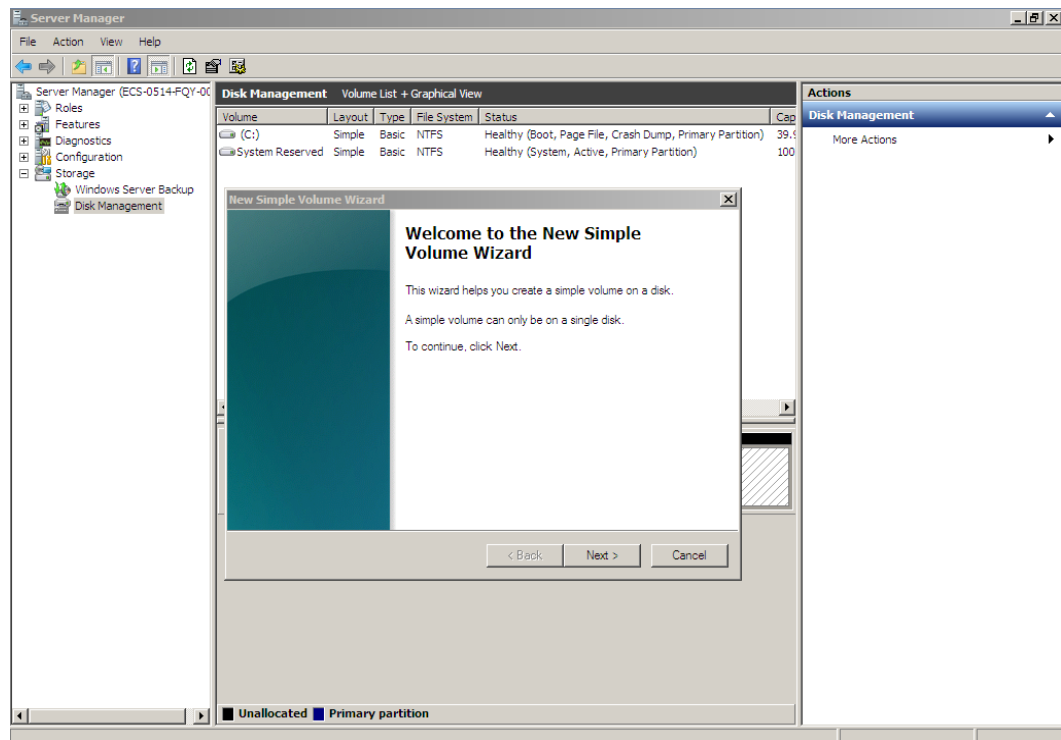 Server Manager
File Action View Help
Server Manager (ECS-0514-FQY-00
Roles
Features
Diagnostics
Configuration
Storage
Windows Server Backup
Disk Management
Disk Management Volume List + Graphical View
Volume Layout Type File System Status Cap
(C:) Simple Basic NTFS Healthy (Boot, Page File, Crash Dump, Primary Partition) 39.9
System Reserved Simple Basic NTFS Healthy (System, Active, Primary Partition) 100
New Simple Volume Wizard
Welcome to the New Simple
Volume Wizard
This wizard helps you create a simple volume on a disk.
A simple volume can only be on a single disk.
To continue, click Next.
< Back Next > Cancel
Unallocated Primary partition
Actions
Disk Management
More Actions